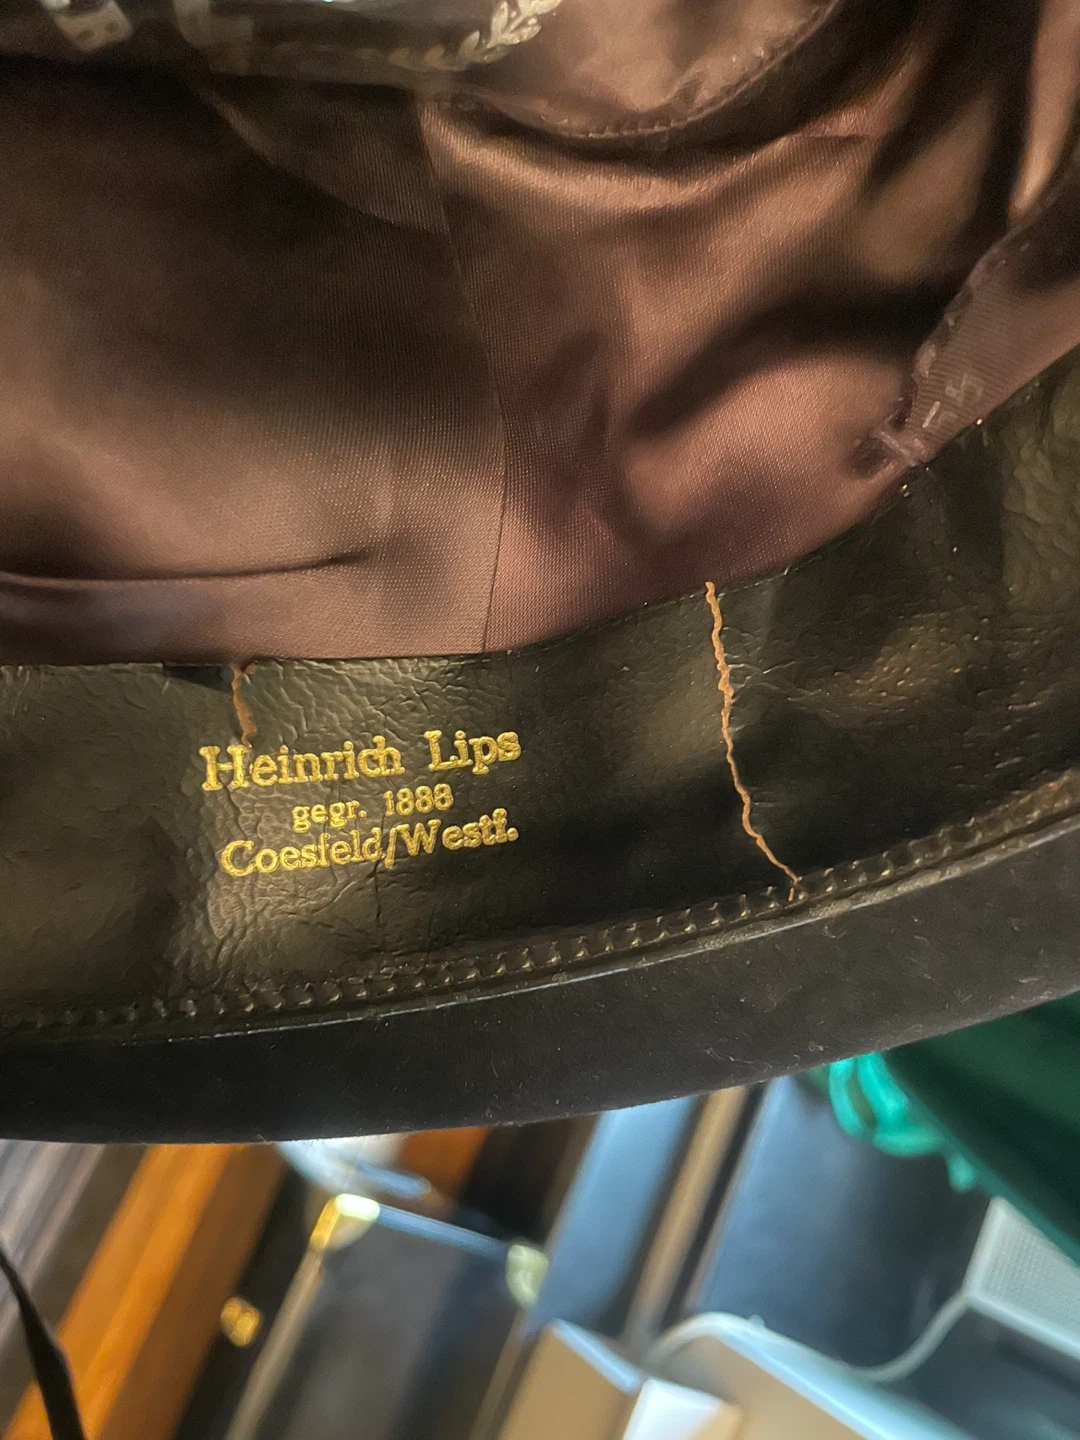 Heinrich Lips
gegr. 1888
Coesfeld/Westf.